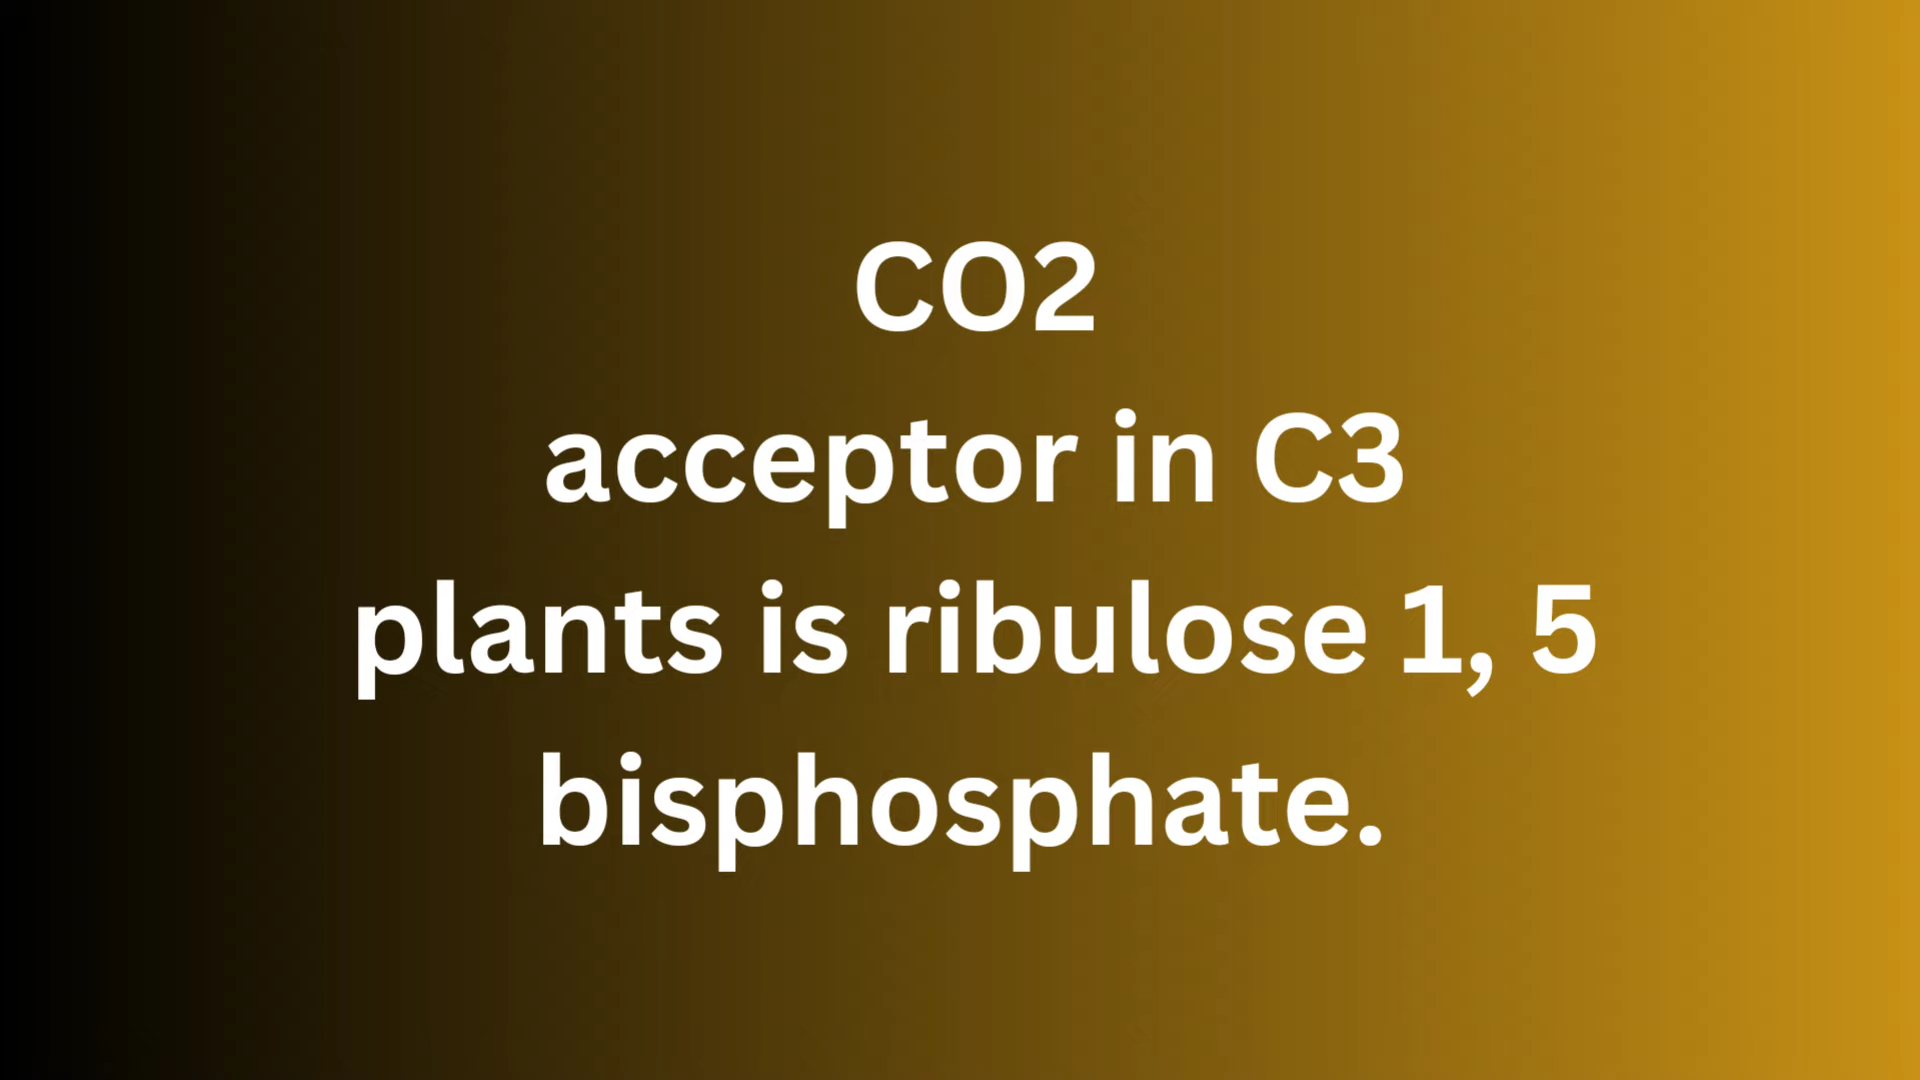 CO2
acceptor in C3
plants is ribulose 1, 5
bisphosphate.